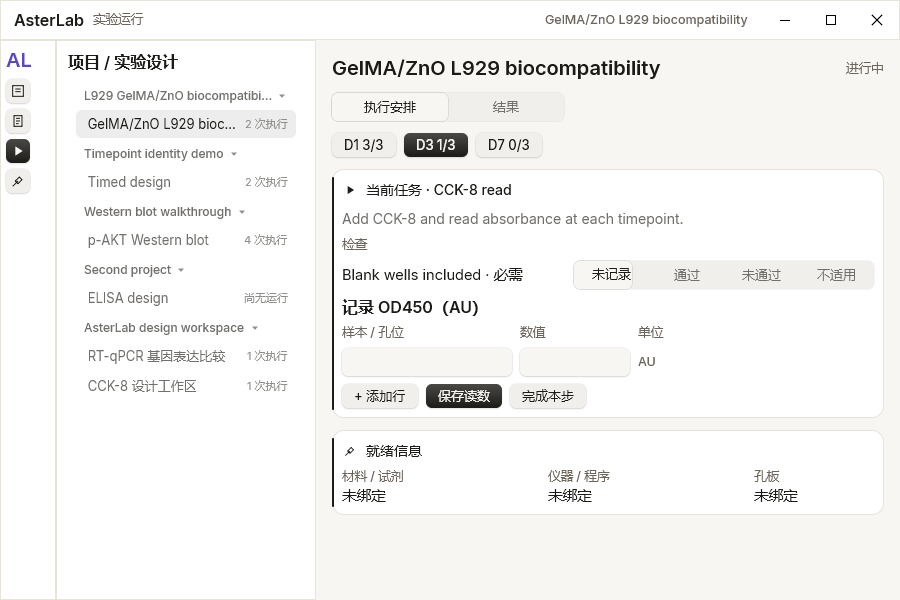 AsterLab 实验运行
GelMA/ZnO L929 biocompatibility
AL
项目 / 实验设计
L929 GelMA/ZnO biocompatibi...
GelMA/ZnO L929 bioc... 2 次执行
Timepoint identity demo
Timed design 2 次执行
Western blot walkthrough
p-AKT Western blot 4 次执行
Second project
ELISA design 尚无运行
AsterLab design workspace
RT-qPCR 基因表达比较 1 次执行
CCK-8 设计工作区 1 次执行
GelMA/ZnO L929 biocompatibility 进行中
执行安排 结果
D1 3/3 D3 1/3 D7 0/3
当前任务 · CCK-8 read
Add CCK-8 and read absorbance at each timepoint.
检查
Blank wells included · 必需 未记录 通过 未通过 不适用
记录 OD450（AU）
样本 / 孔位 数值 单位
AU
+ 添加行 保存读数 完成本步
就绪信息
材料 / 试剂 仪器 / 程序 孔板
未绑定 未绑定 未绑定